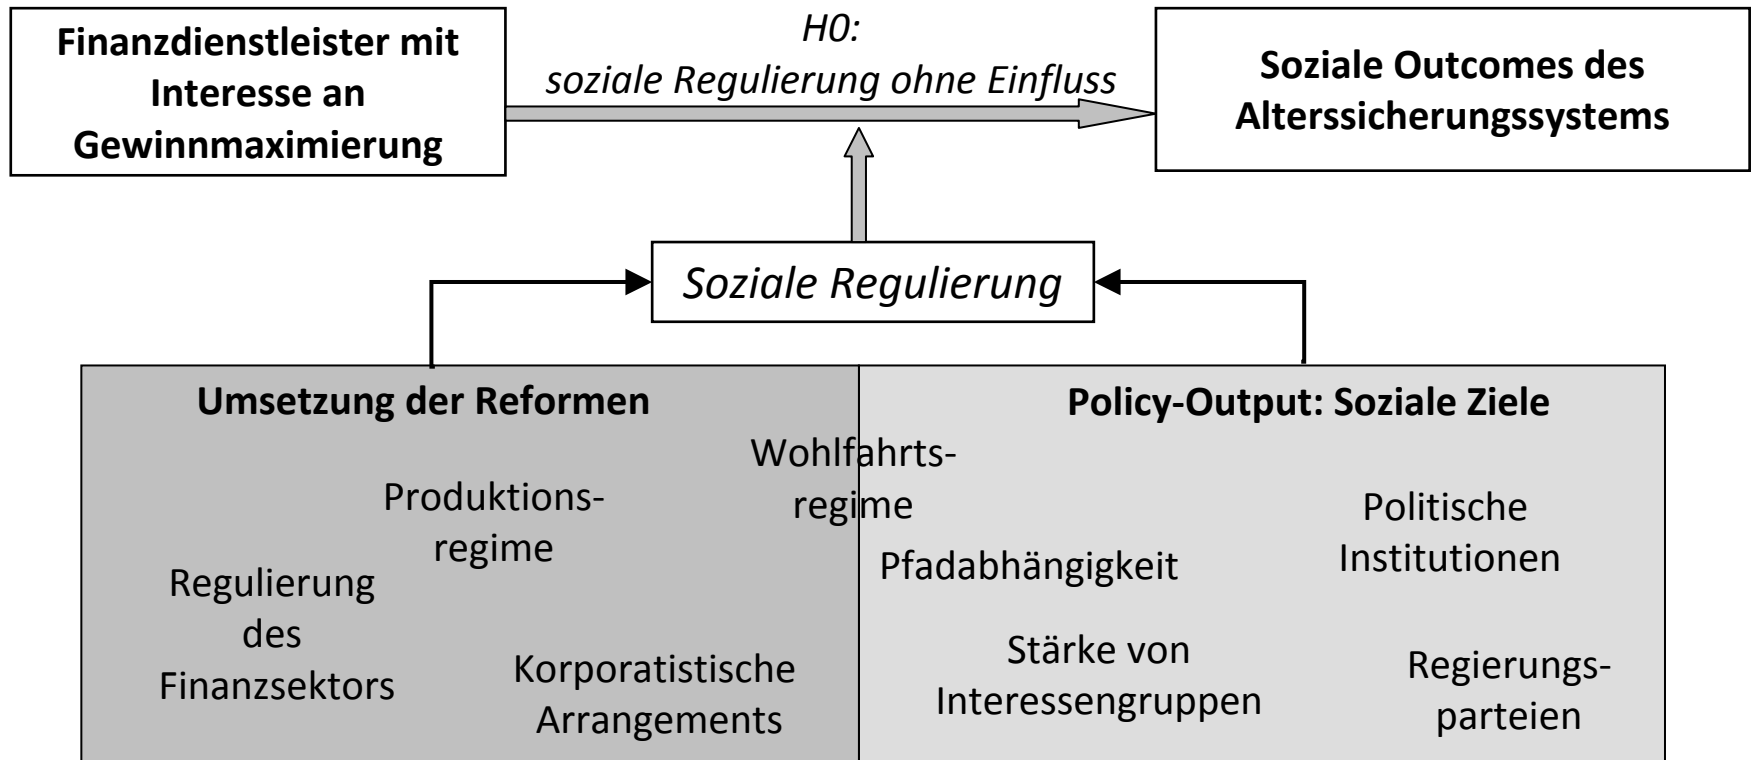 Finanzdienstleister mit
Interesse an
Gewinnmaximierung
H0:
soziale Regulierung ohne Einfluss
Soziale Outcomes des
Alterssicherungssystems
Soziale Regulierung
Umsetzung der Reformen
Policy-Output: Soziale Ziele
Wohlfahrts-
regime
Produktions-
regime
Politische
Institutionen
Pfadabhängigkeit
Regulierung
des
Finanzsektors
Korporatistische
Arrangements
Stärke von
Interessengruppen
Regierungs-
parteien